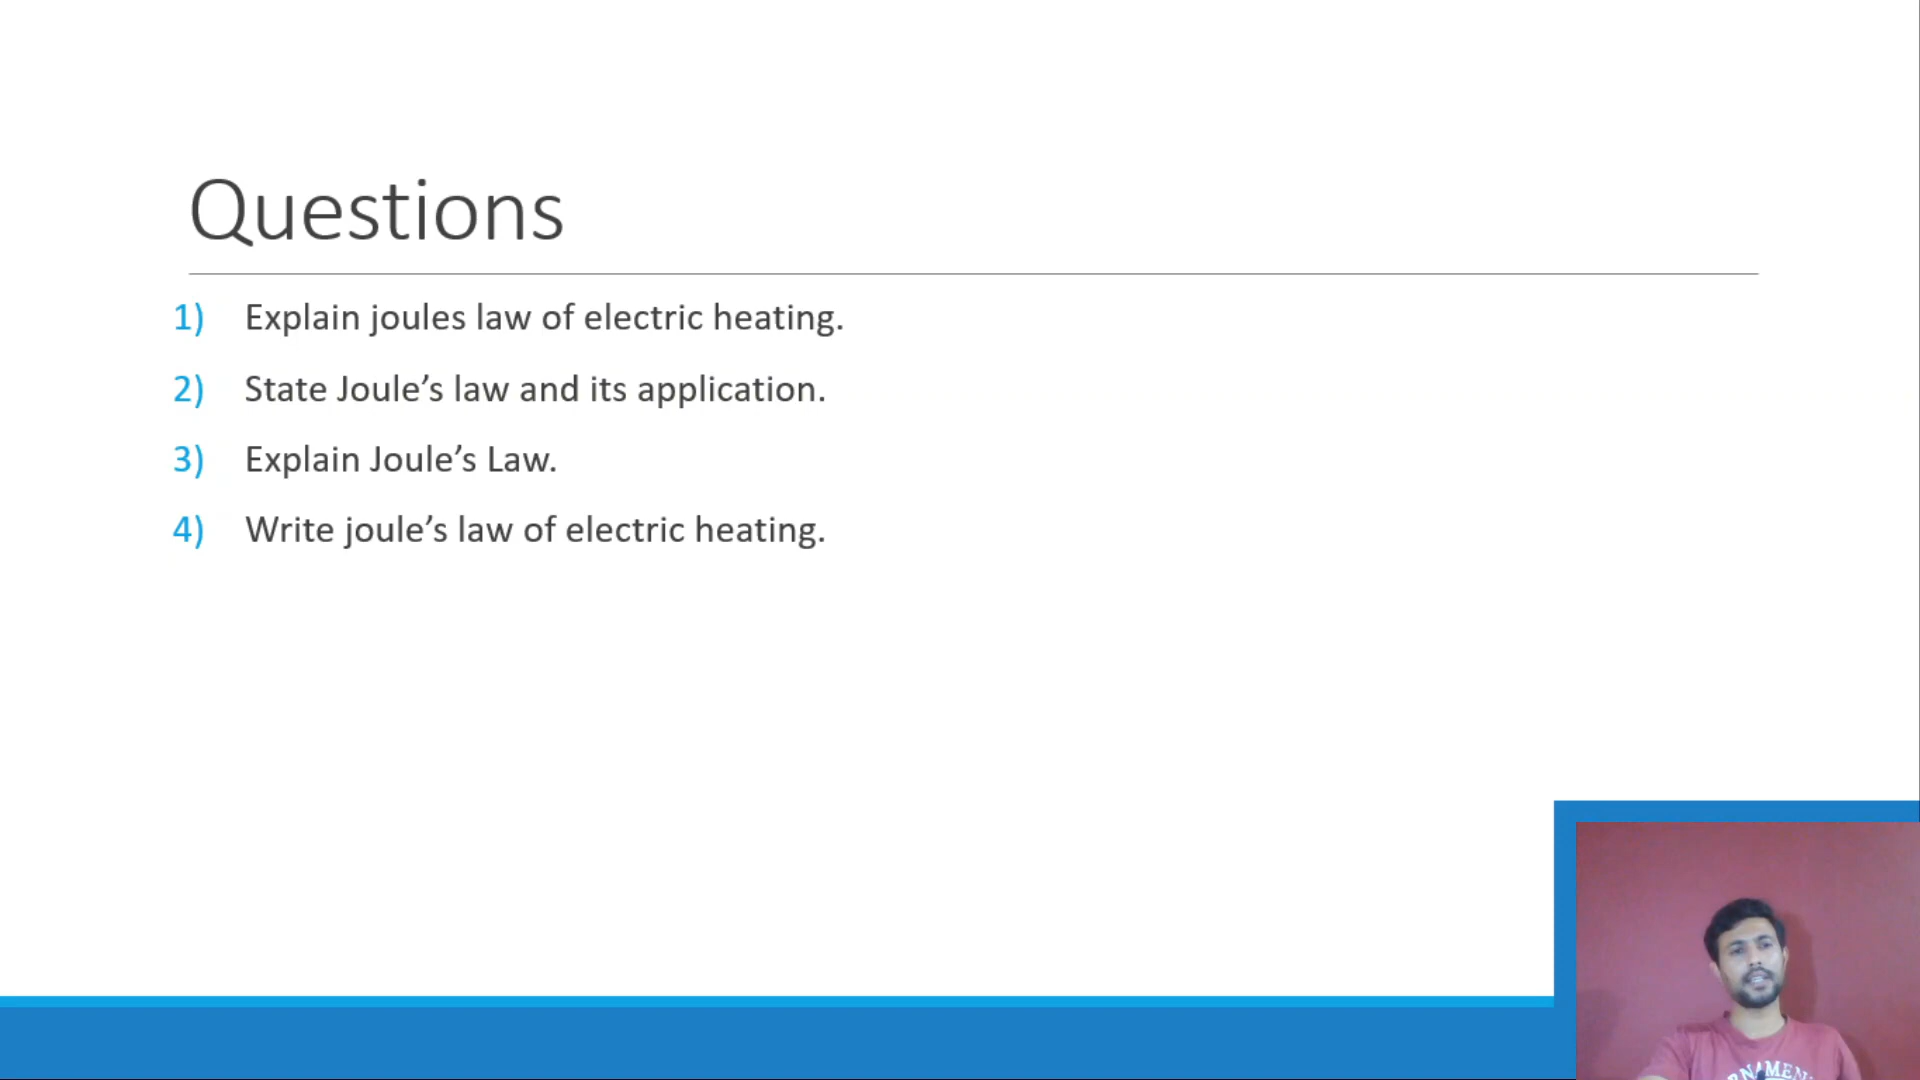 Questions
1) Explain joules law of electric heating.
2) State Joule’s law and its application.
3) Explain Joule’s Law.
4) Write joule’s law of electric heating.